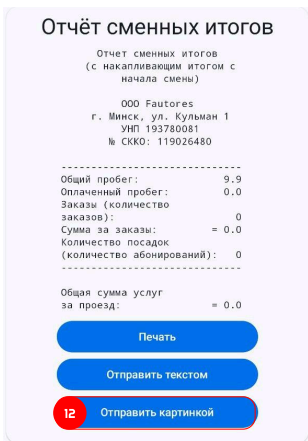 Отчёт сменных итогов
Отчет сменных итогов
(с накапливающим итогом с
начала смены)
ООО Fautores
г. Минск, ул. Кульман 1
УНП 193780081
№ СККО: 119026480
------------------------------
Общий пробег: 9.9
Оплаченный пробег: 0.0
Заказы (количество
заказов): 0
Сумма за заказы: = 0.0
Количество посадок
(количество абонирований): 0
------------------------------
Общая сумма услуг
за проезд: = 0.0
Печать
Отправить текстом
12 Отправить картинкой